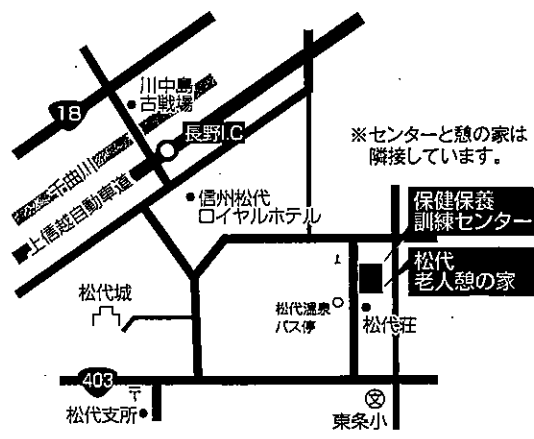 川中島
古戦場
18
長野I.C
千曲川
上信越自動車道
※センターと憩の家は
隣接しています。
信州松代
ロイヤルホテル
保健保養
訓練センター
松代
老人憩の家
松代城
松代温泉
バス停
松代荘
403
〒
松代支所
文
東条小